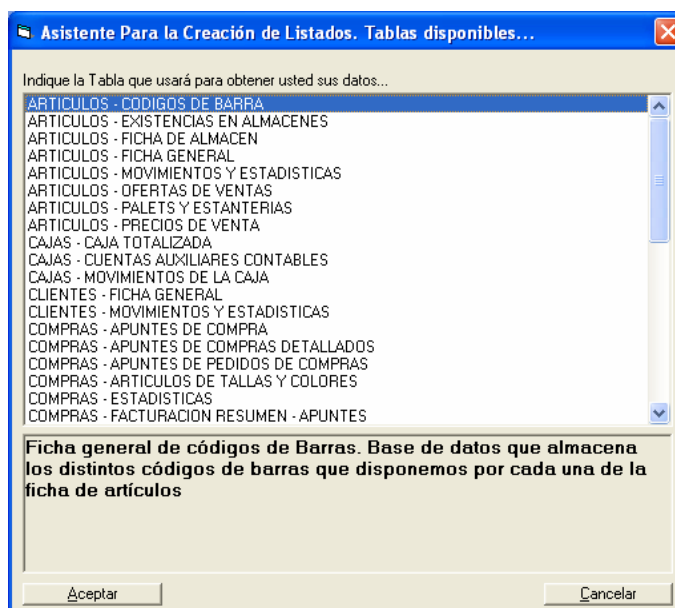 Asistente Para la Creación de Listados. Tablas disponibles...
Indique la Tabla que usará para obtener usted sus datos...
ARTICULOS - CODIGOS DE BARRA
ARTICULOS - EXISTENCIAS EN ALMACENES
ARTICULOS - FICHA DE ALMACEN
ARTICULOS - FICHA GENERAL
ARTICULOS - MOVIMIENTOS Y ESTADISTICAS
ARTICULOS - OFERTAS DE VENTAS
ARTICULOS - PALETS Y ESTANTERIAS
ARTICULOS - PRECIOS DE VENTA
CAJAS - CAJA TOTALIZADA
CAJAS - CUENTAS AUXILIARES CONTABLES
CAJAS - MOVIMIENTOS DE LA CAJA
CLIENTES - FICHA GENERAL
CLIENTES - MOVIMIENTOS Y ESTADISTICAS
COMPRAS - APUNTES DE COMPRA
COMPRAS - APUNTES DE COMPRAS DETALLADOS
COMPRAS - APUNTES DE PEDIDOS DE COMPRAS
COMPRAS - ARTICULOS DE TALLAS Y COLORES
COMPRAS - ESTADISTICAS
COMPRAS - FACTURACION RESUMEN - APUNTES
Ficha general de códigos de Barras. Base de datos que almacena
los distintos códigos de barras que disponemos por cada una de la
ficha de artículos
Aceptar
Cancelar